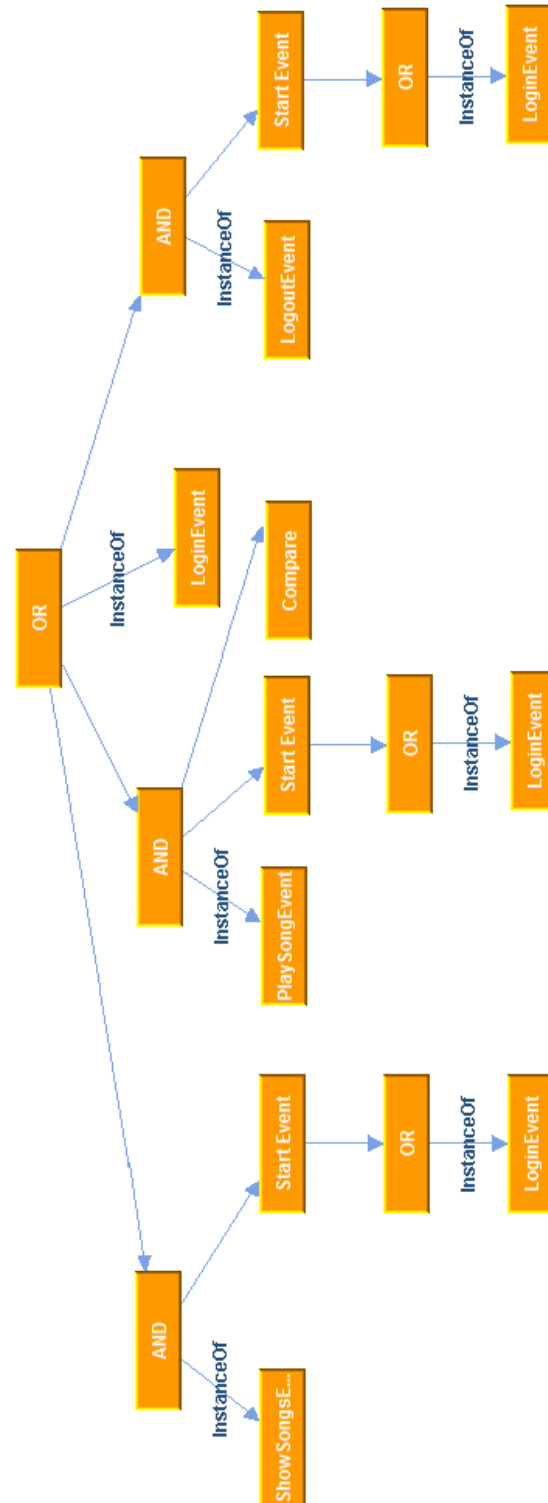 OR
AND
InstanceOf
ShowSongsE...
Start Event
OR
InstanceOf
LoginEvent
AND
InstanceOf
PlaySongEvent
Start Event
OR
InstanceOf
LoginEvent
Compare
InstanceOf
LoginEvent
AND
InstanceOf
LogoutEvent
Start Event
OR
InstanceOf
LoginEvent